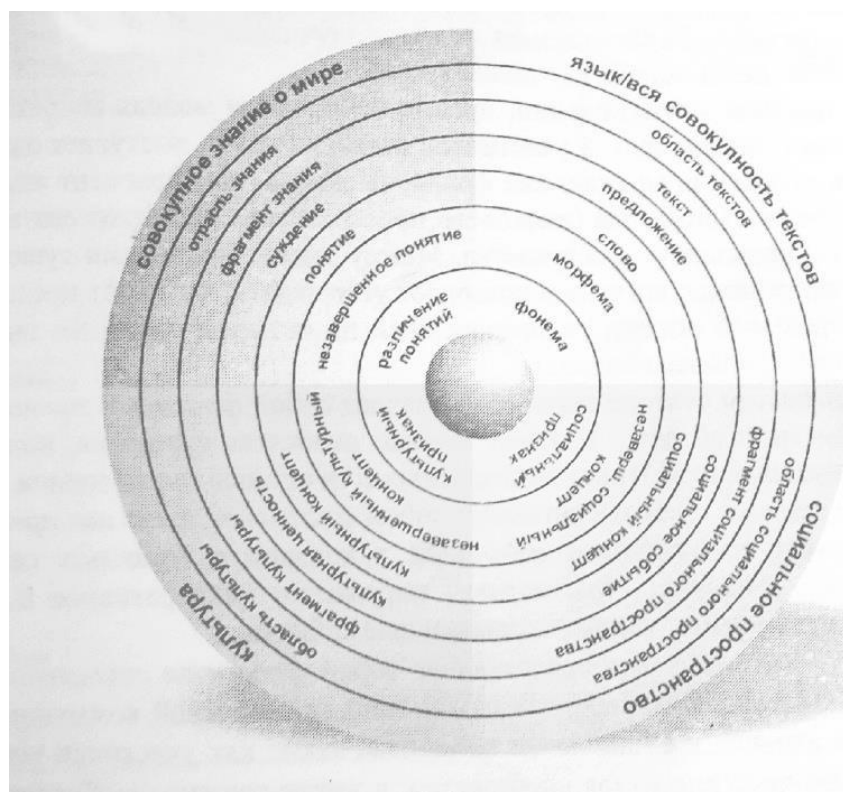 совокупное знание о мире
отрасль знания
фрагмент знания
суждение
понятие
незавершенное понятие
различение
понятий
язык/вся совокупность текстов
область текстов
текст
предложение
слово
морфема
фонема
культурный
признак
незавершенный культурный
концепт
культурный концепт
культурная ценность
фрагмент культуры
область культуры
культура
социальный
признак
незаверш. социальный
концепт
социальный концепт
социальное событие
фрагмент социального пространства
область социального пространства
социальное пространство